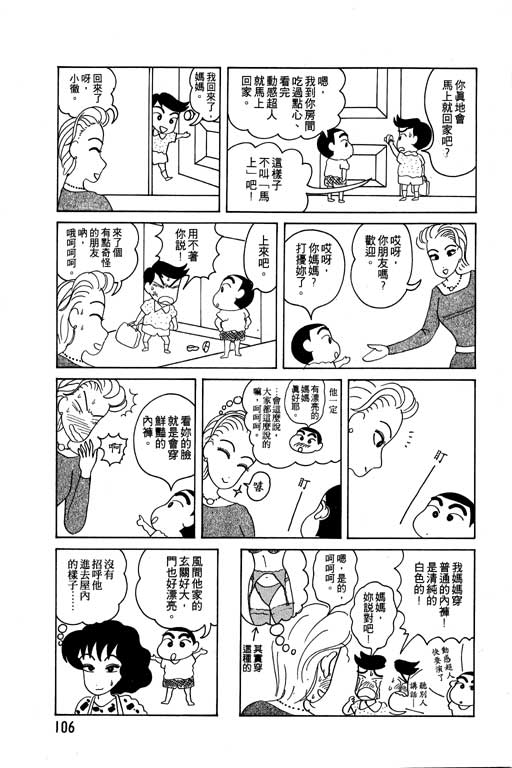 你真地會
馬上就回家吧?
嗯,
我到你房間
吃過點心、
看完
動感超人
就馬上
回家。
這樣子
不叫「馬
上」吧!
我回來了,
媽媽。
回來了
呀,
小徹。
哎呀,
你朋友嗎?
歡迎。
哎呀,
你媽媽?
打擾妳了。
上來吧。
用不著
你說!
來了個
有點奇怪
的朋友
吶,
哦呵呵呵。
盯
盯
他一定
有漂亮的
媽媽
真好耶。
…會這麼說,
大家都這麼說的
嘛,呵呵呵。
咳
看妳的臉
就是會穿
鮮豔的
內褲。
啊
我媽媽穿
普通的內褲!
是清純的
白色的!
動感超人
快要演了
聽別人
講話—
媽媽,
妳說對吧!
嗯,是的,
呵呵呵。
其實穿
這種的
風間他家的
玄關好大,
門也好漂亮。
沒有
招呼他
進去屋內
的樣子……
106